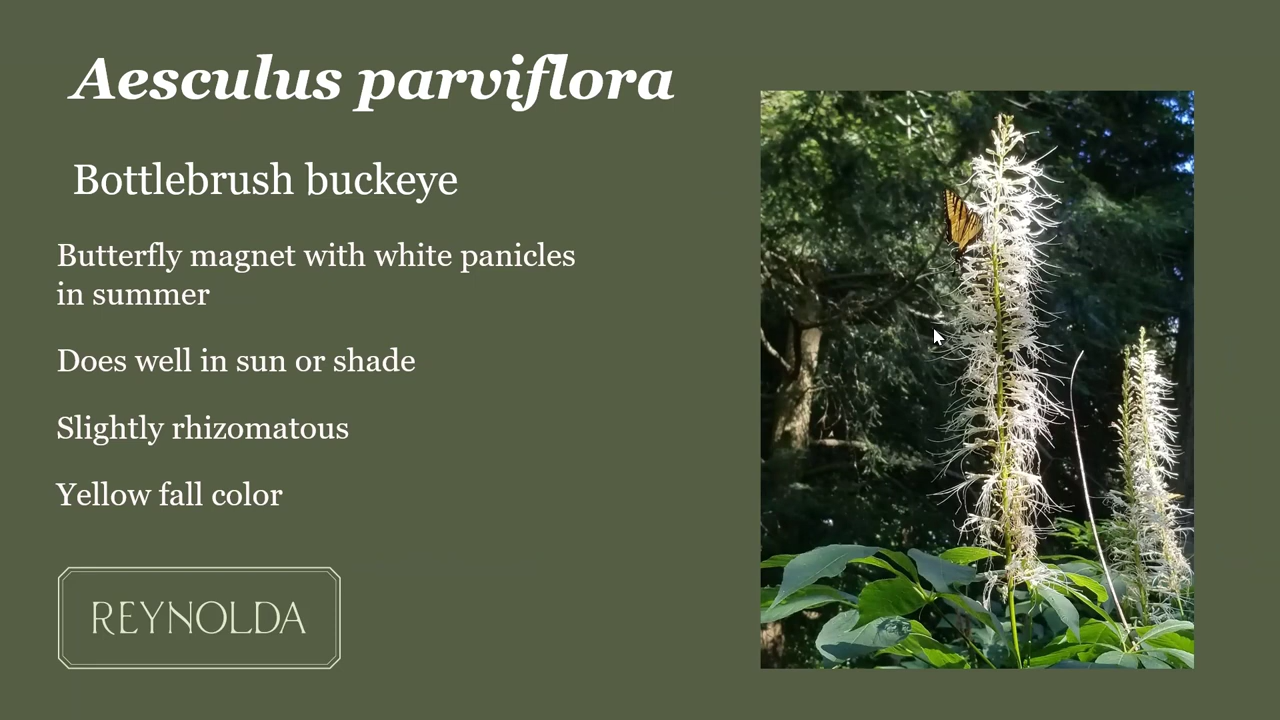 Aesculus parviflora
Bottlebrush buckeye
Butterfly magnet with white panicles
in summer
Does well in sun or shade
Slightly rhizomatous
Yellow fall color
REYNOLDA